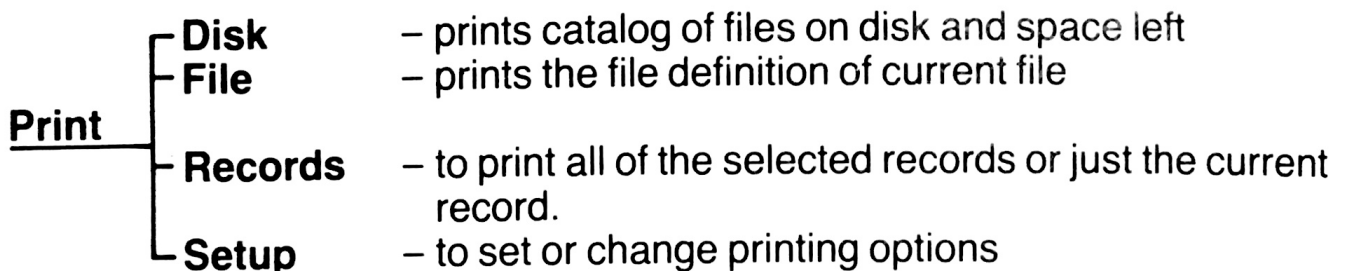 Disk – prints catalog of files on disk and space left
File – prints the file definition of current file
Print
Records – to print all of the selected records or just the current
record.
Setup – to set or change printing options